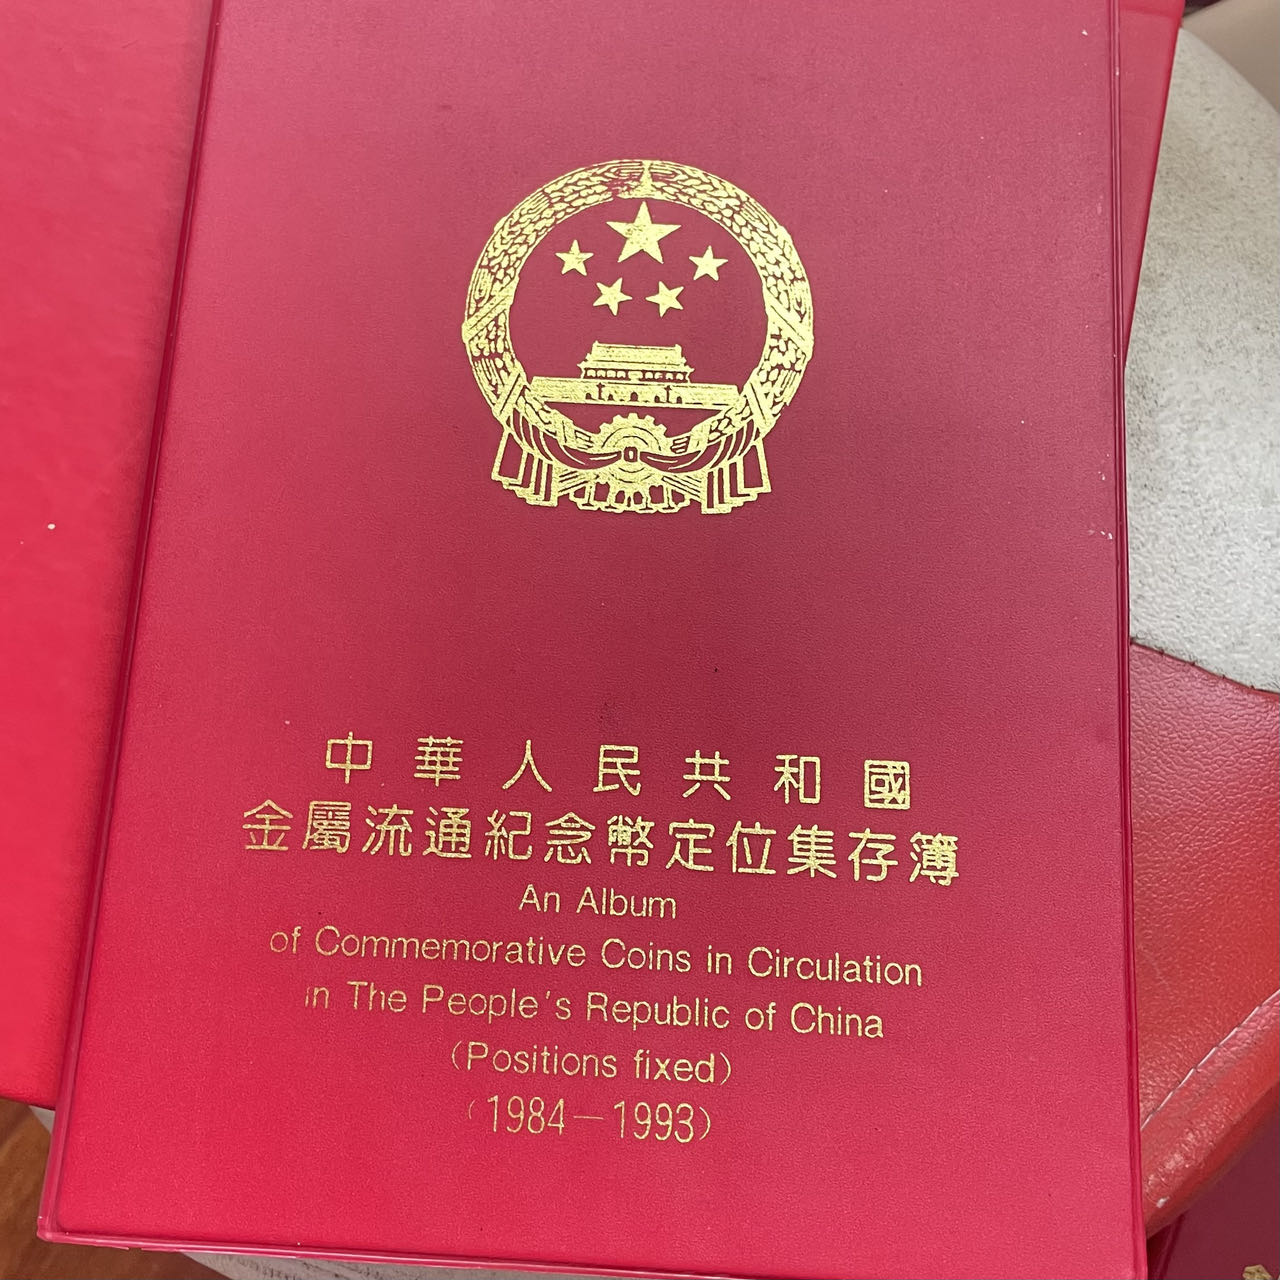 中華人民共和國
金屬流通紀念幣定位集存簿
An Album
of Commemorative Coins in Circulation
in The People's Republic of China
(Positions fixed)
(1984—1993)